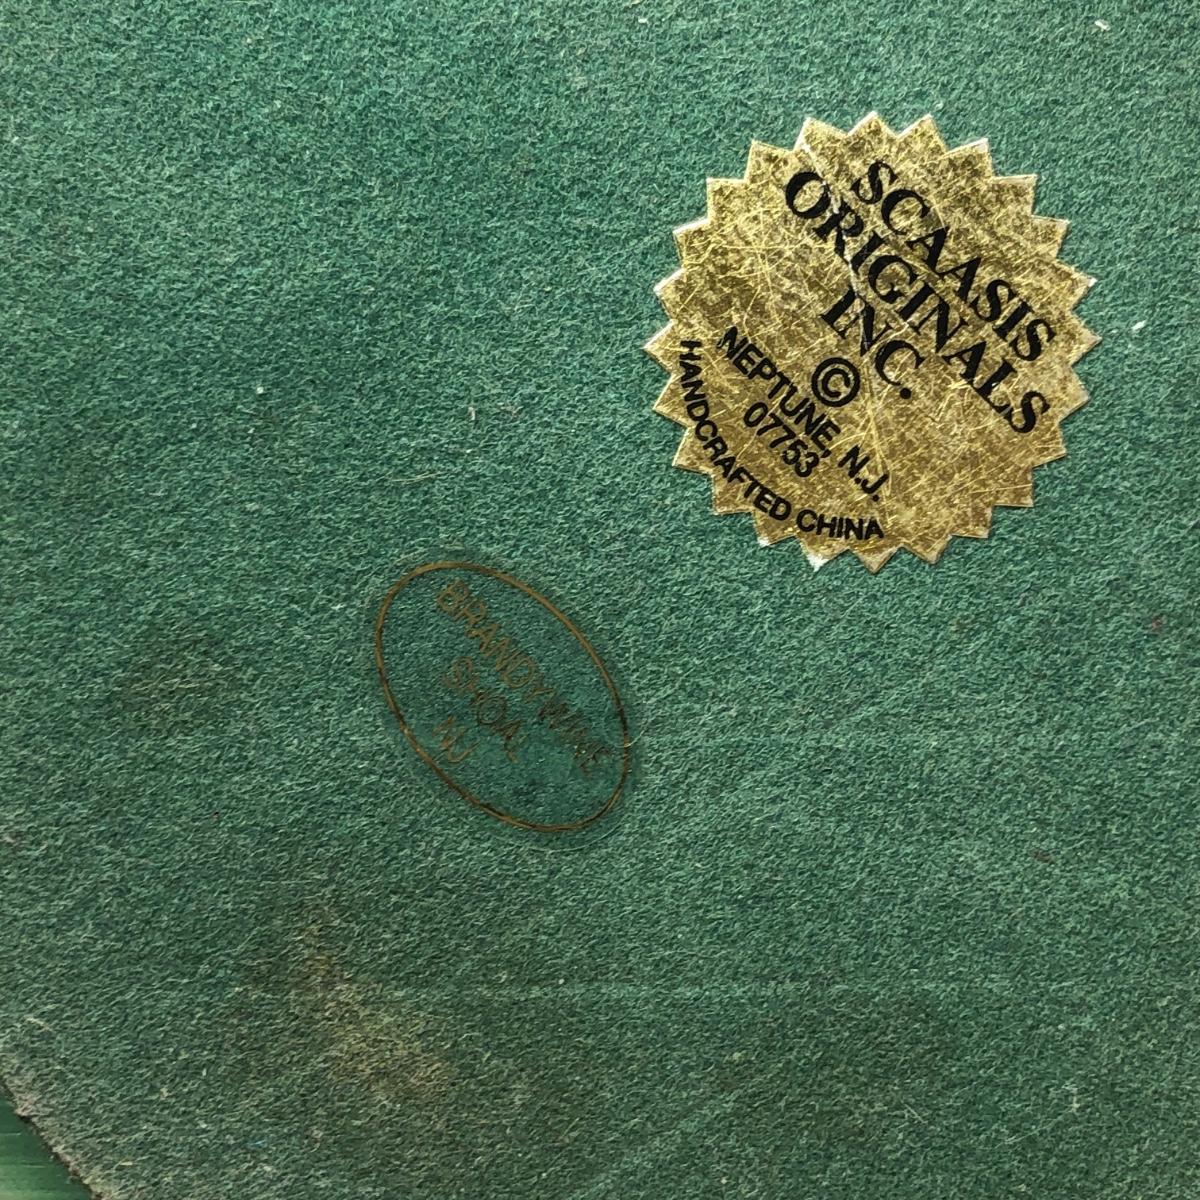 SCAASIS
ORIGINALS
INC.
©
NEPTUNE, N.J.
07753
HANDCRAFTED CHINA
BRANDYWINE
SHOAL
NJ